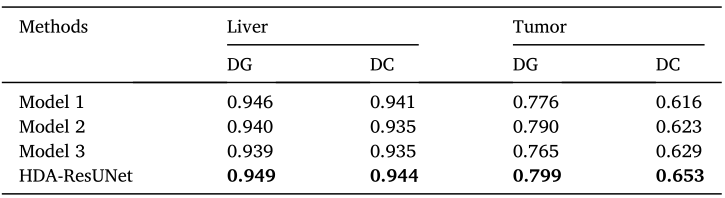 Methods Liver Tumor
DG DC DG DC
Model 1 0.946 0.941 0.776 0.616
Model 2 0.940 0.935 0.790 0.623
Model 3 0.939 0.935 0.765 0.629
HDA-ResUNet 0.949 0.944 0.799 0.653